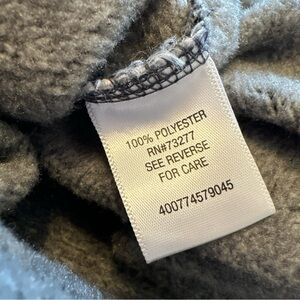 100% POLYESTER
RN#73277
SEE REVERSE
FOR CARE
400774579045